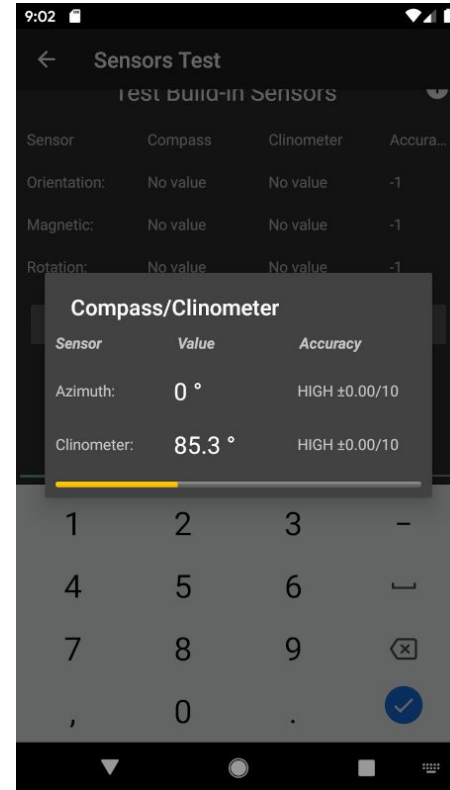 9:02
Sensors Test
Test Build-in Sensors
Sensor Compass Clinometer Accura...
Orientation: No value No value -1
Magnetic: No value No value -1
Rotation: No value No value -1
Compass/Clinometer
Sensor Value Accuracy
Azimuth: 0 ° HIGH ±0.00/10
Clinometer: 85.3 ° HIGH ±0.00/10
1 2 3 -
4 5 6
7 8 9
, 0 .